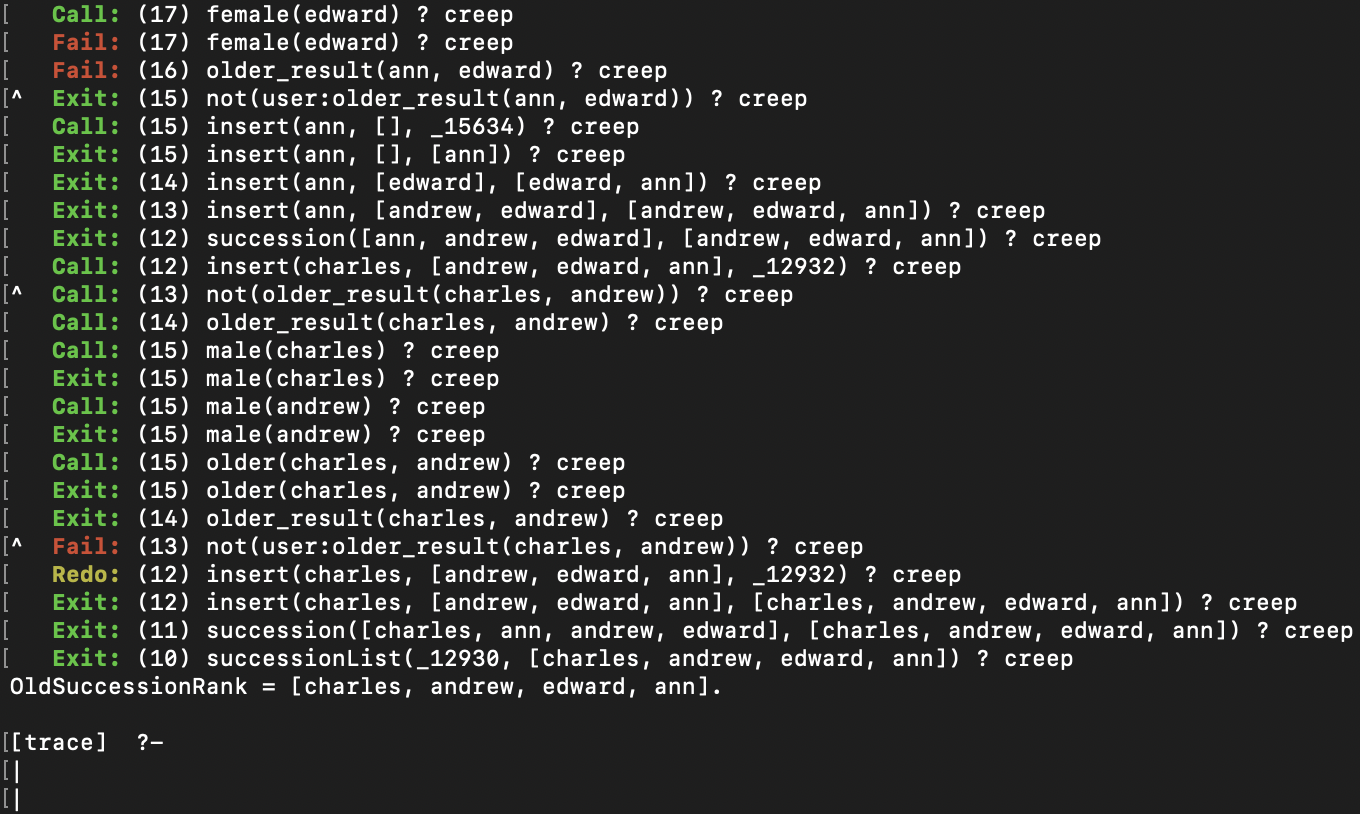 [   Call: (17) female(edward) ? creep
[   Fail: (17) female(edward) ? creep
[   Fail: (16) older_result(ann, edward) ? creep
[^  Exit: (15) not(user:older_result(ann, edward)) ? creep
[   Call: (15) insert(ann, [], _15634) ? creep
[   Exit: (15) insert(ann, [], [ann]) ? creep
[   Exit: (14) insert(ann, [edward], [edward, ann]) ? creep
[   Exit: (13) insert(ann, [andrew, edward], [andrew, edward, ann]) ? creep
[   Exit: (12) succession([ann, andrew, edward], [andrew, edward, ann]) ? creep
[   Call: (12) insert(charles, [andrew, edward, ann], _12932) ? creep
[^  Call: (13) not(older_result(charles, andrew)) ? creep
[   Call: (14) older_result(charles, andrew) ? creep
[   Call: (15) male(charles) ? creep
[   Exit: (15) male(charles) ? creep
[   Call: (15) male(andrew) ? creep
[   Exit: (15) male(andrew) ? creep
[   Call: (15) older(charles, andrew) ? creep
[   Exit: (15) older(charles, andrew) ? creep
[   Exit: (14) older_result(charles, andrew) ? creep
[^  Fail: (13) not(user:older_result(charles, andrew)) ? creep
[   Redo: (12) insert(charles, [andrew, edward, ann], _12932) ? creep
[   Exit: (12) insert(charles, [andrew, edward, ann], [charles, andrew, edward, ann]) ? creep
[   Exit: (11) succession([charles, ann, andrew, edward], [charles, andrew, edward, ann]) ? creep
[   Exit: (10) successionList(_12930, [charles, andrew, edward, ann]) ? creep
OldSuccessionRank = [charles, andrew, edward, ann].
[[trace]  ?-
[|
[|